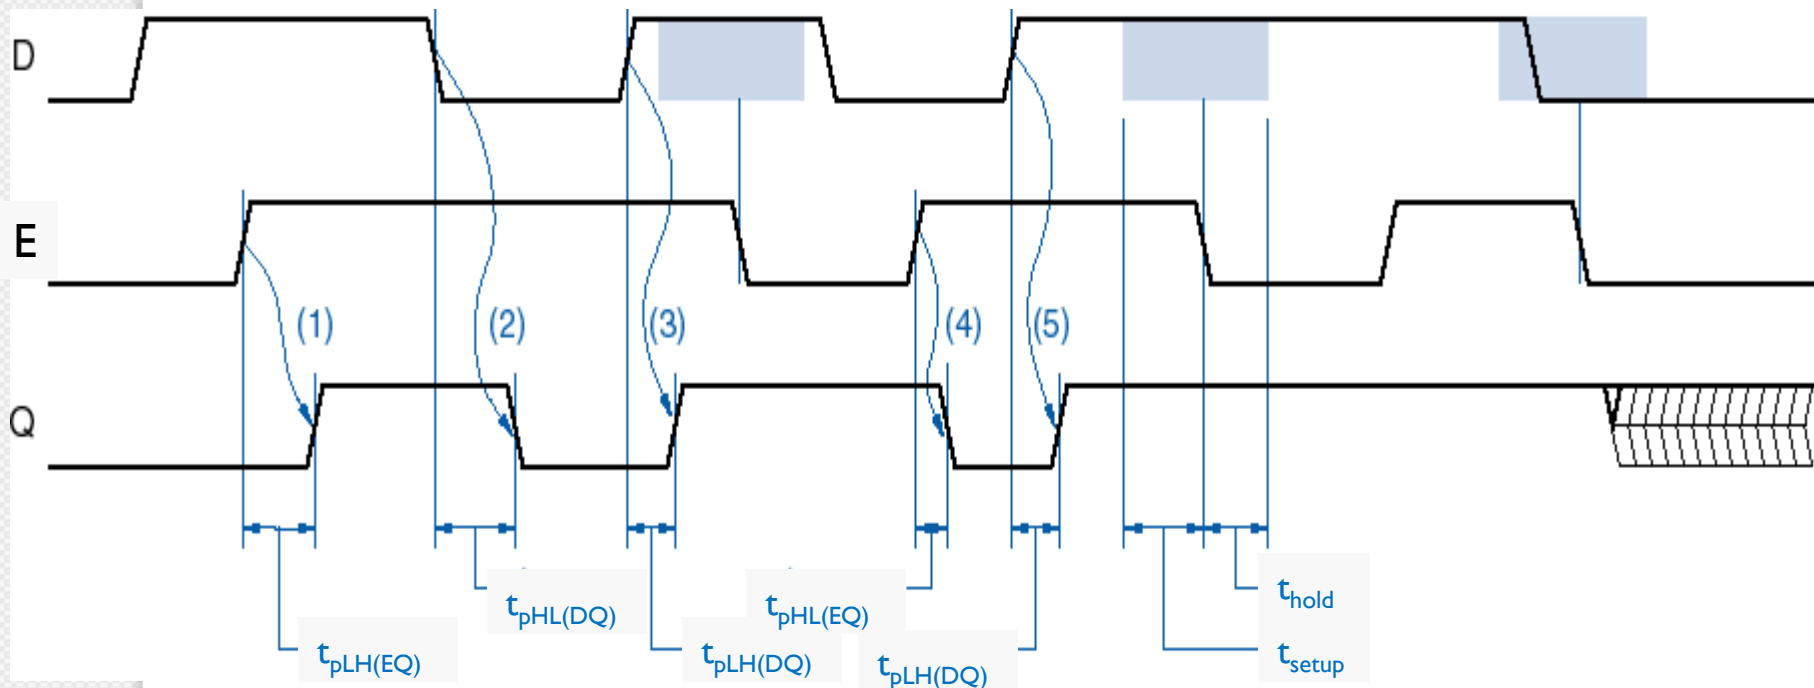 D
E
(1) (2) (3) (4) (5)
Q
tpHL(DQ) tpHL(EQ) thold
tpLH(EQ) tpLH(DQ) tpLH(DQ) tsetup